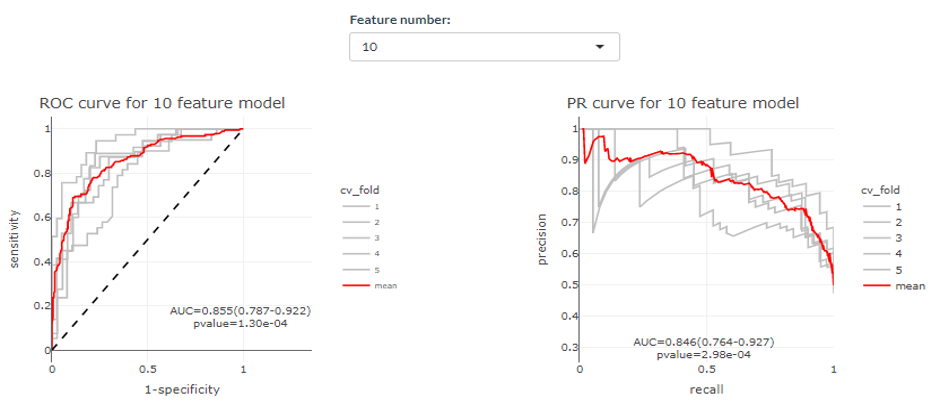 Feature number:
10
ROC curve for 10 feature model
1
0.8
0.6
0.4
0.2
0
0
0.5
1
sensitivity
1-specificity
AUC=0.855(0.787-0.922)
pvalue=1.30e-04
cv_fold
1
2
3
4
5
mean
PR curve for 10 feature model
1
0.9
0.8
0.7
0.6
0.5
0.4
0.3
0
0.5
1
precision
recall
AUC=0.846(0.764-0.927)
pvalue=2.98e-04
cv_fold
1
2
3
4
5
mean